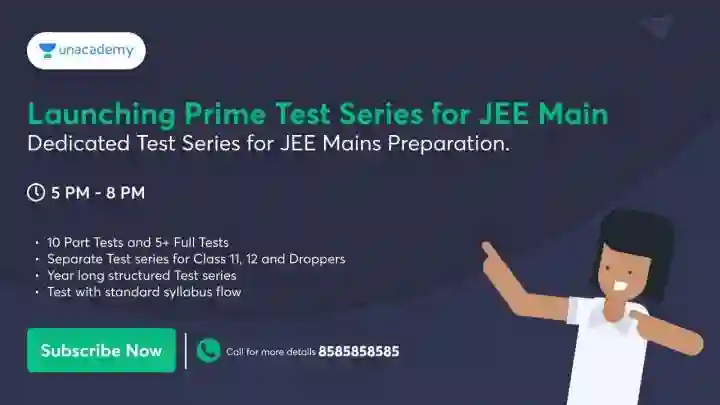 unacademy
Launching Prime Test Series for JEE Main
Dedicated Test Series for JEE Mains Preparation.
5 PM - 8 PM
• 10 Part Tests and 5+ Full Tests
• Separate Test series for Class 11, 12 and Droppers
• Year long structured Test series
• Test with standard syllabus flow
Subscribe Now
Call for more details 8585858585